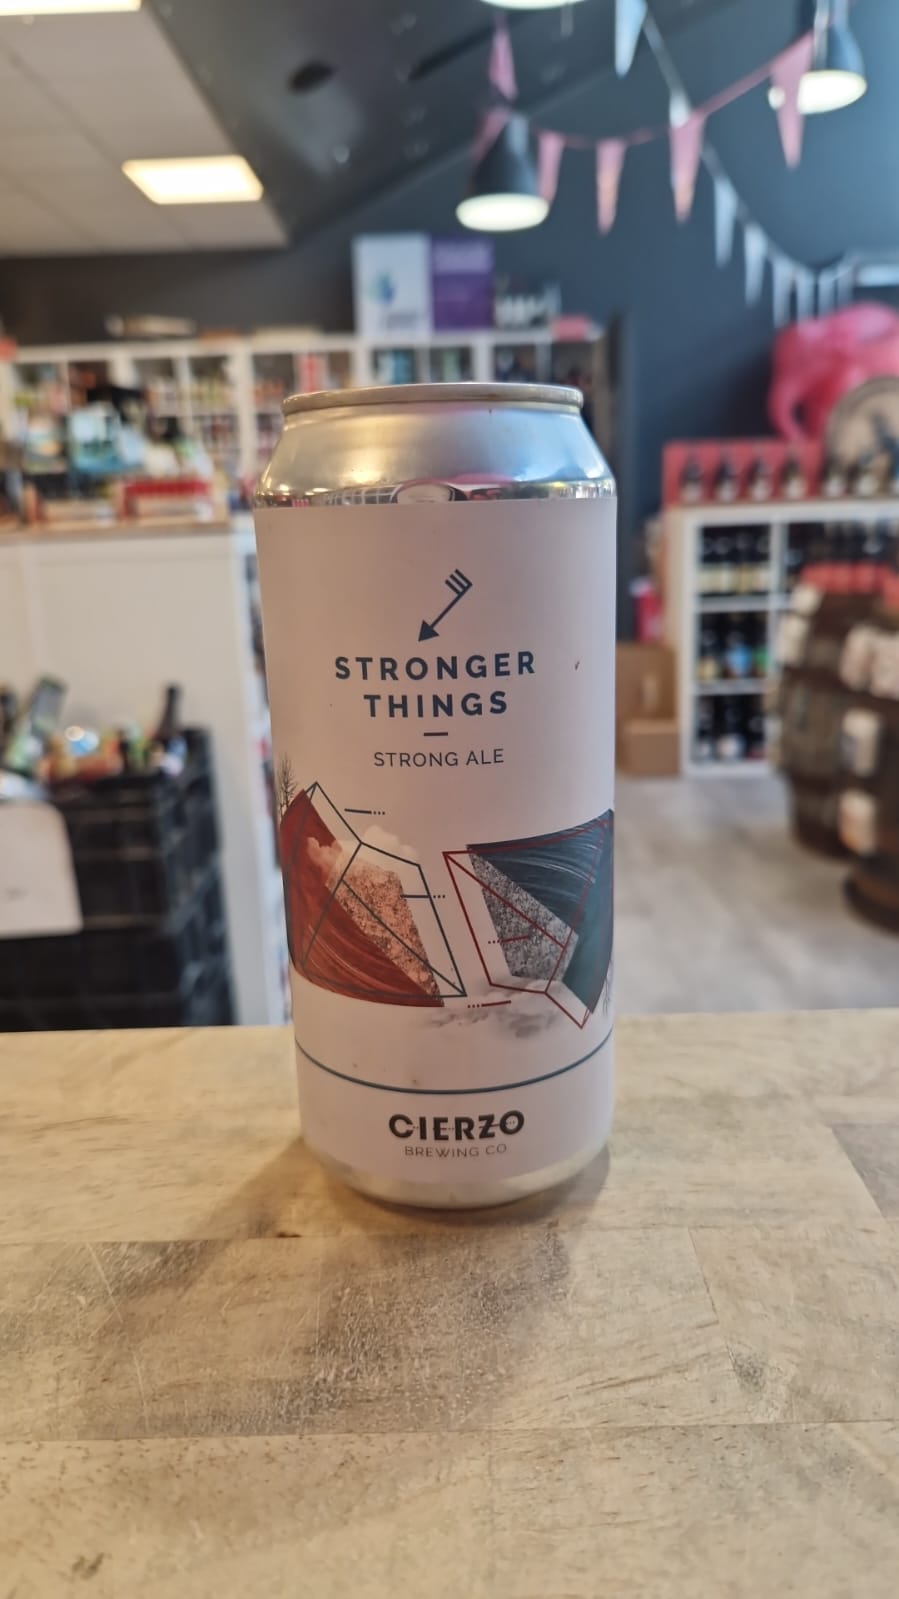 STRONGER
THINGS
STRONG ALE
CIERZO
BREWING CO